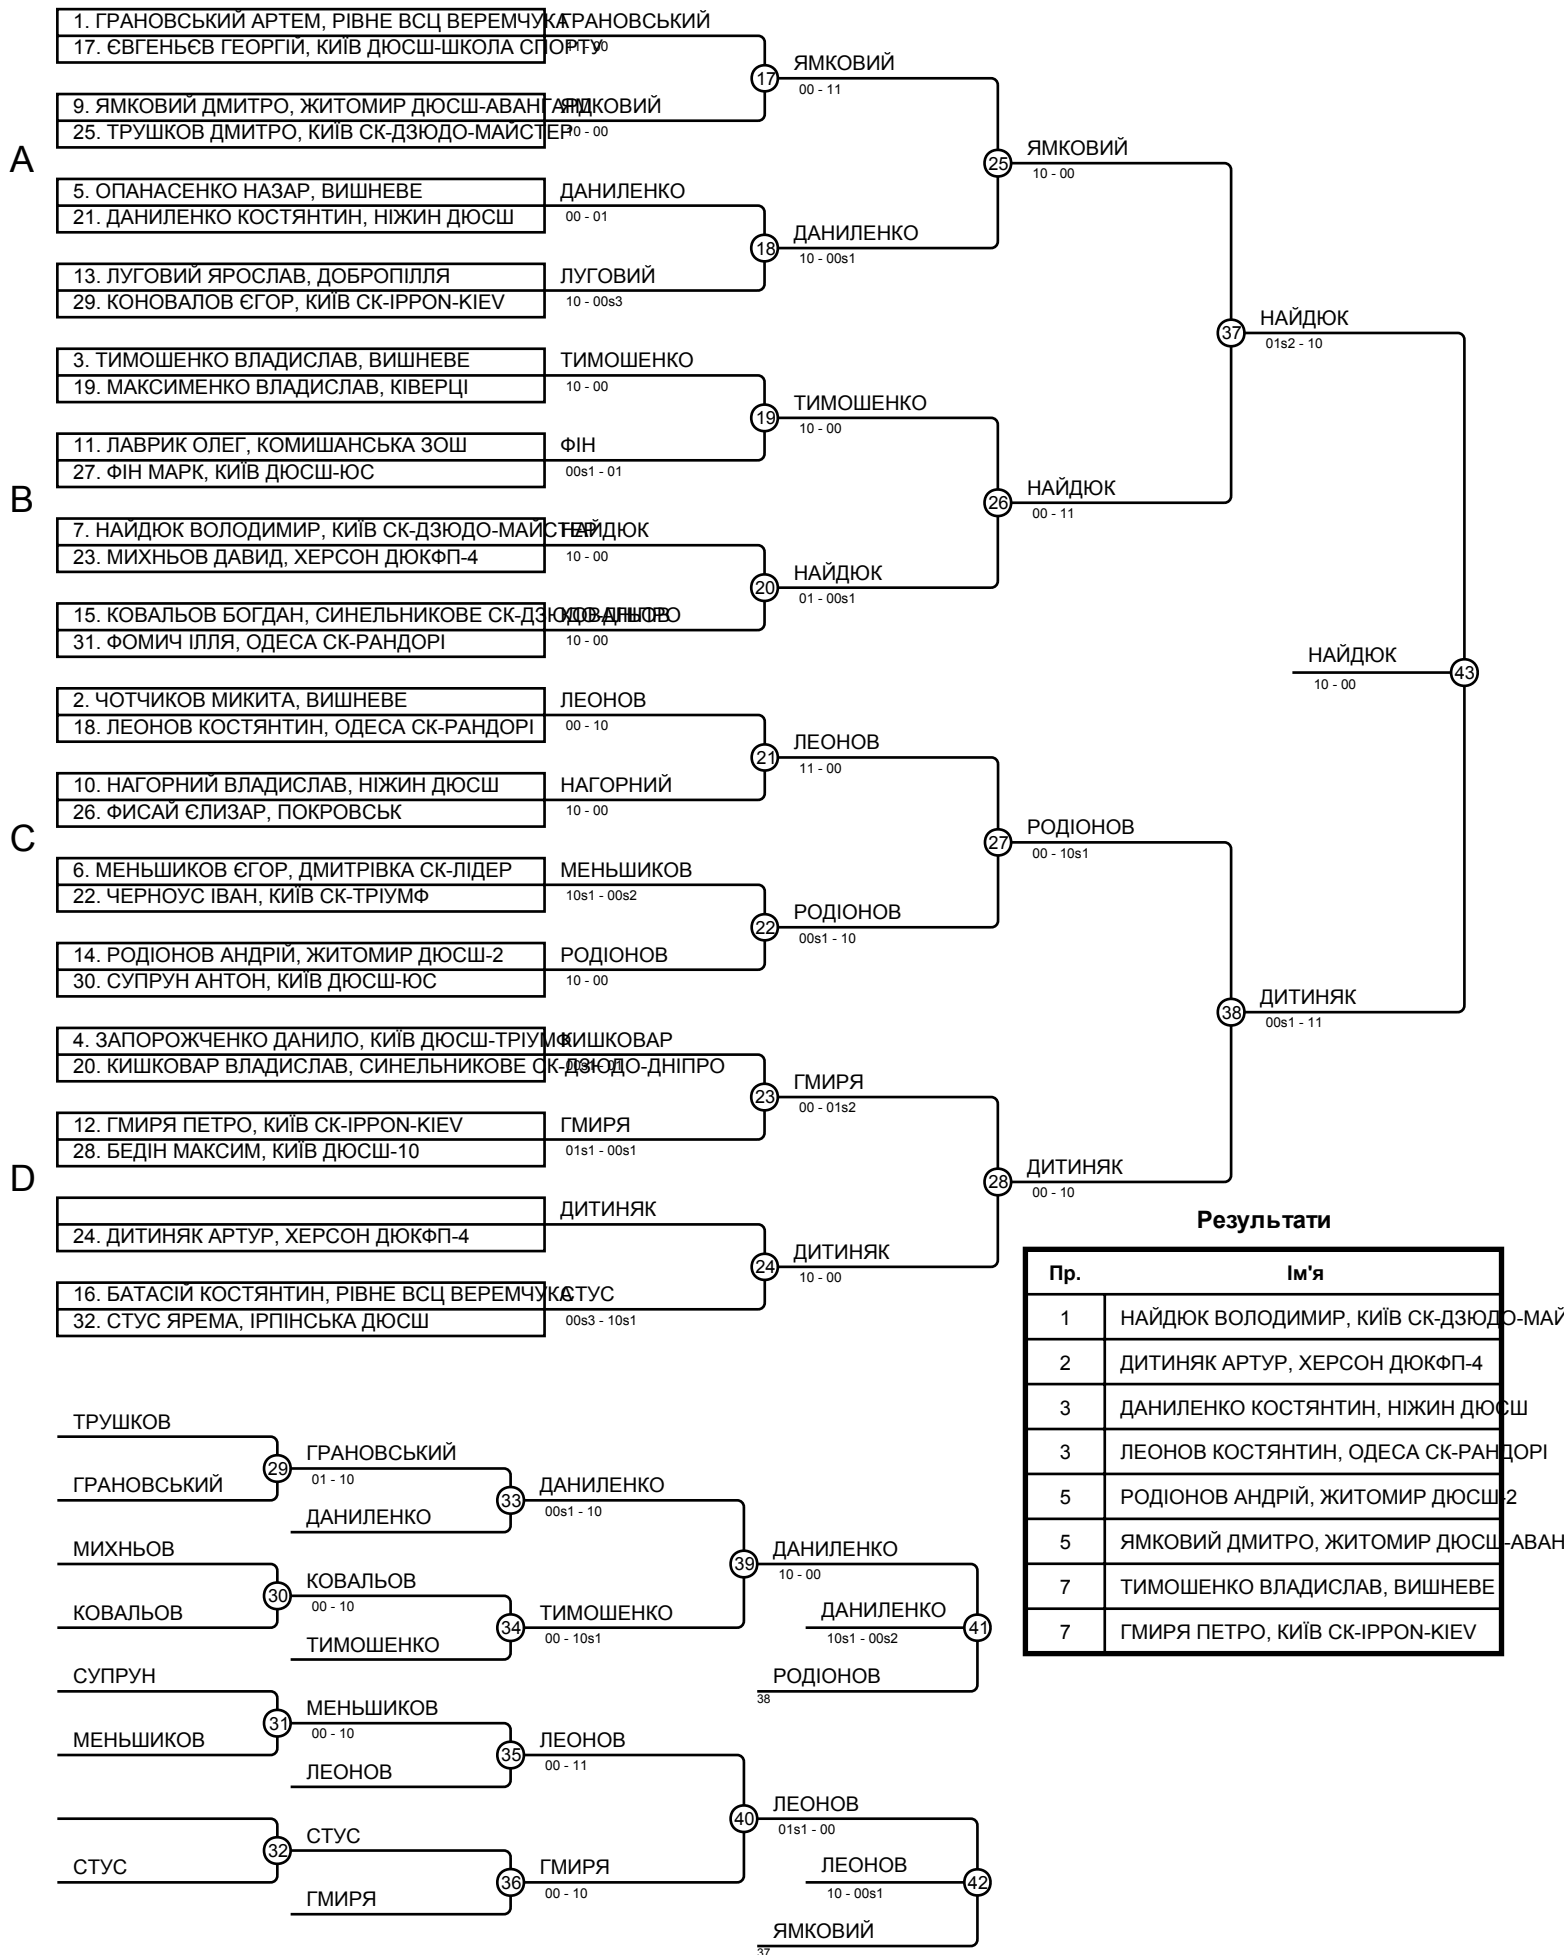 1. ГРАНОВСЬКИЙ АРТЕМ, РІВНЕ ВСЦ ВЕРЕМЧУКА
ГРАНОВСЬКИЙ
17. ЄВГЕНЬЄВ ГЕОРГІЙ, КИЇВ ДЮСШ-ШКОЛА СПОРТУ
ЯМКОВИЙ
17
00 - 11
9. ЯМКОВИЙ ДМИТРО, ЖИТОМИР ДЮСШ-АВАНГАРД
ЯМКОВИЙ
25. ТРУШКОВ ДМИТРО, КИЇВ СК-ДЗЮДО-МАЙСТЕР
10 - 00
A
25
ЯМКОВИЙ
10 - 00
5. ОПАНАСЕНКО НАЗАР, ВИШНЕВЕ
ДАНИЛЕНКО
21. ДАНИЛЕНКО КОСТЯНТИН, НІЖИН ДЮСШ
00 - 01
18
ДАНИЛЕНКО
10 - 00s1
13. ЛУГОВИЙ ЯРОСЛАВ, ДОБРОПІЛЛЯ
ЛУГОВИЙ
29. КОНОВАЛОВ ЄГОР, КИЇВ СК-IPPON-KIEV
10 - 00s3
37
НАЙДЮК
01s2 - 10
3. ТИМОШЕНКО ВЛАДИСЛАВ, ВИШНЕВЕ
ТИМОШЕНКО
19. МАКСИМЕНКО ВЛАДИСЛАВ, КІВЕРЦІ
10 - 00
19
ТИМОШЕНКО
10 - 00
11. ЛАВРИК ОЛЕГ, КОМИШАНСЬКА ЗОШ
ФІН
27. ФІН МАРК, КИЇВ ДЮСШ-ЮС
00s1 - 01
B
26
НАЙДЮК
00 - 11
7. НАЙДЮК ВОЛОДИМИР, КИЇВ СК-ДЗЮДО-МАЙСТЕР
НАЙДЮК
23. МИХНЬОВ ДАВИД, ХЕРСОН ДЮКФП-4
10 - 00
20
НАЙДЮК
01 - 00s1
15. КОВАЛЬОВ БОГДАН, СИНЕЛЬНИКОВЕ СК-ДЗЮДО-ДНІПРО
КОВАЛЬОВ
31. ФОМИЧ ІЛЛЯ, ОДЕСА СК-РАНДОРІ
10 - 00
НАЙДЮК
43
10 - 00
2. ЧОТЧИКОВ МИКИТА, ВИШНЕВЕ
ЛЕОНОВ
18. ЛЕОНОВ КОСТЯНТИН, ОДЕСА СК-РАНДОРІ
00 - 10
21
ЛЕОНОВ
11 - 00
10. НАГОРНИЙ ВЛАДИСЛАВ, НІЖИН ДЮСШ
НАГОРНИЙ
26. ФИСАЙ ЄЛИЗАР, ПОКРОВСЬК
10 - 00
C
27
РОДІОНОВ
00 - 10s1
6. МЕНЬШИКОВ ЄГОР, ДМИТРІВКА СК-ЛІДЕР
МЕНЬШИКОВ
22. ЧЕРНОУС ІВАН, КИЇВ СК-ТРІУМФ
10s1 - 00s2
22
РОДІОНОВ
00s1 - 10
14. РОДІОНОВ АНДРІЙ, ЖИТОМИР ДЮСШ-2
РОДІОНОВ
30. СУПРУН АНТОН, КИЇВ ДЮСШ-ЮС
10 - 00
38
ДИТИНЯК
00s1 - 11
4. ЗАПОРОЖЧЕНКО ДАНИЛО, КИЇВ ДЮСШ-ТРІУМФ
КИШКОВАР
20. КИШКОВАР ВЛАДИСЛАВ, СИНЕЛЬНИКОВЕ СК-ДЗЮДО-ДНІПРО
23
ГМИРЯ
00 - 01s2
12. ГМИРЯ ПЕТРО, КИЇВ СК-IPPON-KIEV
ГМИРЯ
28. БЕДІН МАКСИМ, КИЇВ ДЮСШ-10
01s1 - 00s1
D
28
ДИТИНЯК
00 - 10
ДИТИНЯК
24. ДИТИНЯК АРТУР, ХЕРСОН ДЮКФП-4
24
ДИТИНЯК
10 - 00
16. БАТАСІЙ КОСТЯНТИН, РІВНЕ ВСЦ ВЕРЕМЧУКА
СТУС
32. СТУС ЯРЕМА, ІРПІНСЬКА ДЮСШ
00s3 - 10s1
Результати
Пр. Ім'я
1 НАЙДЮК ВОЛОДИМИР, КИЇВ СК-ДЗЮДО-МАЙ
2 ДИТИНЯК АРТУР, ХЕРСОН ДЮКФП-4
3 ДАНИЛЕНКО КОСТЯНТИН, НІЖИН ДЮСШ
3 ЛЕОНОВ КОСТЯНТИН, ОДЕСА СК-РАНДОРІ
5 РОДІОНОВ АНДРІЙ, ЖИТОМИР ДЮСШ-2
5 ЯМКОВИЙ ДМИТРО, ЖИТОМИР ДЮСШ-АВАН
7 ТИМОШЕНКО ВЛАДИСЛАВ, ВИШНЕВЕ
7 ГМИРЯ ПЕТРО, КИЇВ СК-IPPON-KIEV
ТРУШКОВ
29
ГРАНОВСЬКИЙ
01 - 10
ГРАНОВСЬКИЙ
33
ДАНИЛЕНКО
00s1 - 10
ДАНИЛЕНКО
МИХНЬОВ
39
ДАНИЛЕНКО
10 - 00
30
КОВАЛЬОВ
00 - 10
КОВАЛЬОВ
34
ТИМОШЕНКО
00 - 10s1
ДАНИЛЕНКО
41
10s1 - 00s2
ТИМОШЕНКО
СУПРУН
РОДІОНОВ
38
31
МЕНЬШИКОВ
00 - 10
МЕНЬШИКОВ
35
ЛЕОНОВ
00 - 11
ЛЕОНОВ
40
ЛЕОНОВ
01s1 - 00
32
СТУС
СТУС
36
ГМИРЯ
00 - 10
ЛЕОНОВ
42
10 - 00s1
ГМИРЯ
ЯМКОВИЙ
37